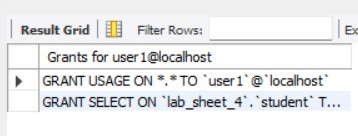 Result Grid Filter Rows: Ex
Grants for user1@localhost
GRANT USAGE ON *.* TO `user1`@`localhost`
GRANT SELECT ON `lab_sheet_4`.`student` T...